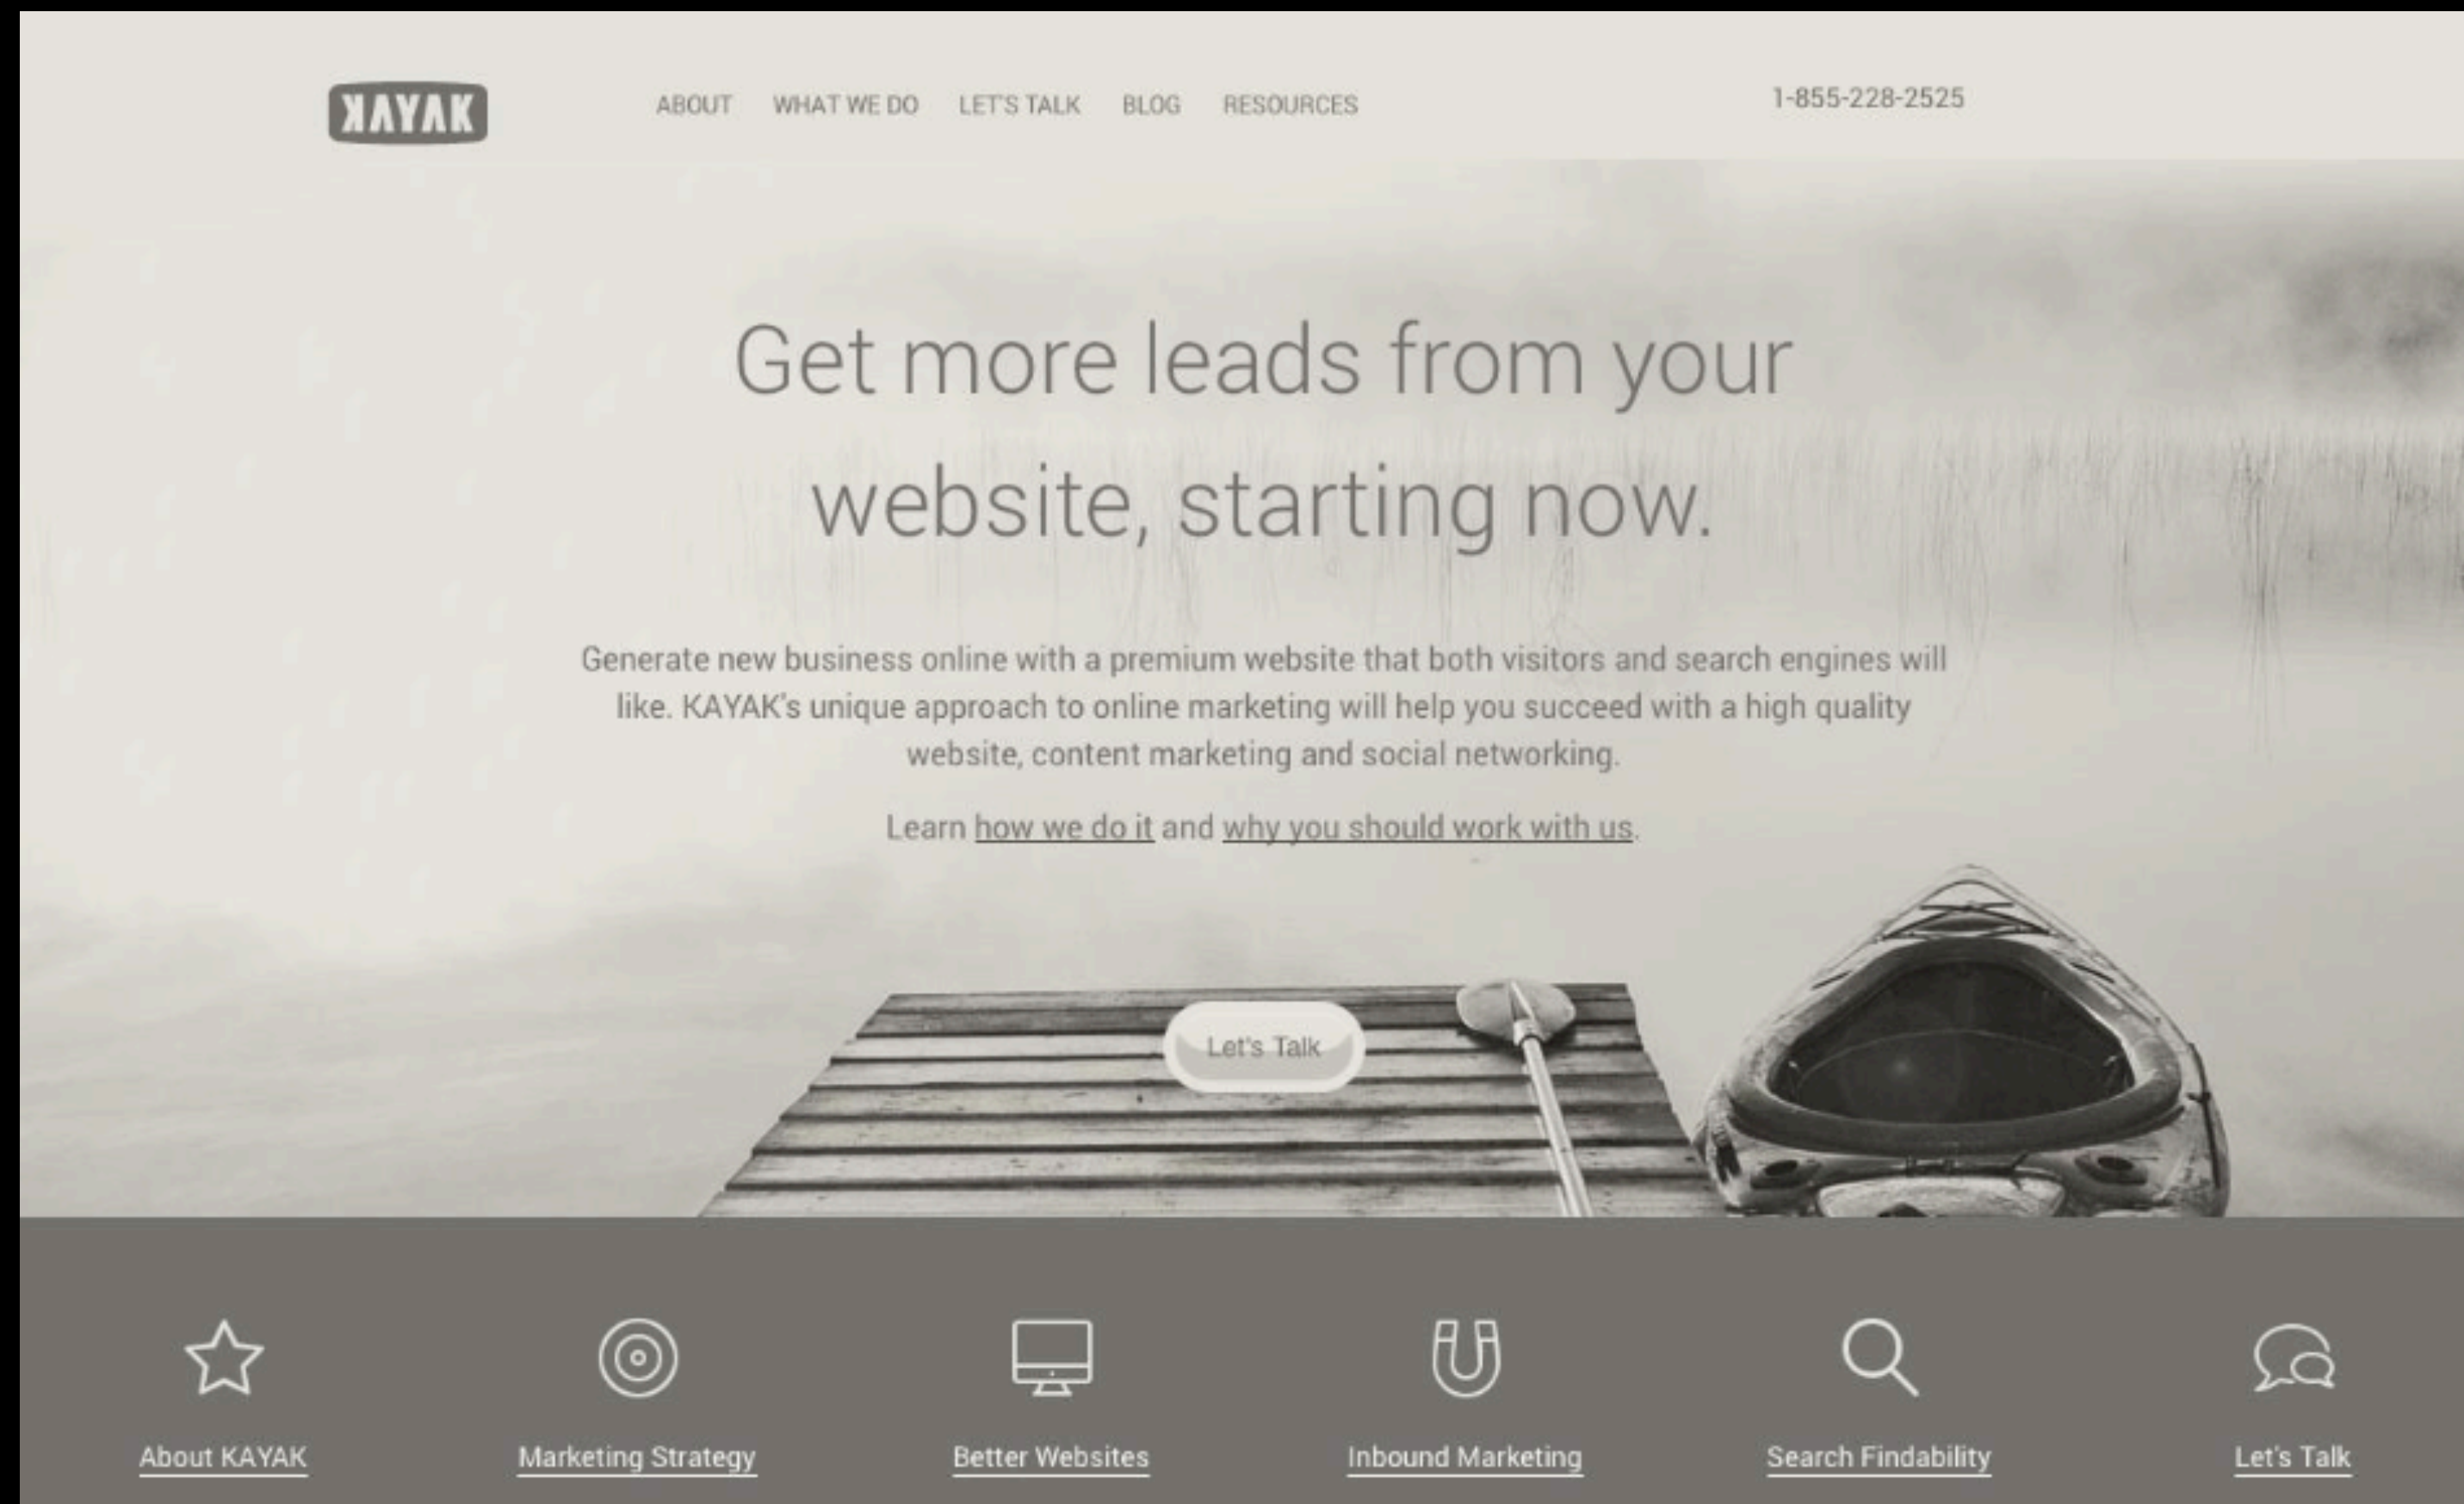 KAYAK
ABOUT WHAT WE DO LET'S TALK BLOG RESOURCES
1-855-228-2525
Get more leads from your
website, starting now.
Generate new business online with a premium website that both visitors and search engines will
like. KAYAK's unique approach to online marketing will help you succeed with a high quality
website, content marketing and social networking.
Learn how we do it and why you should work with us.
Let's Talk
About KAYAK
Marketing Strategy
Better Websites
Inbound Marketing
Search Findability
Let's Talk